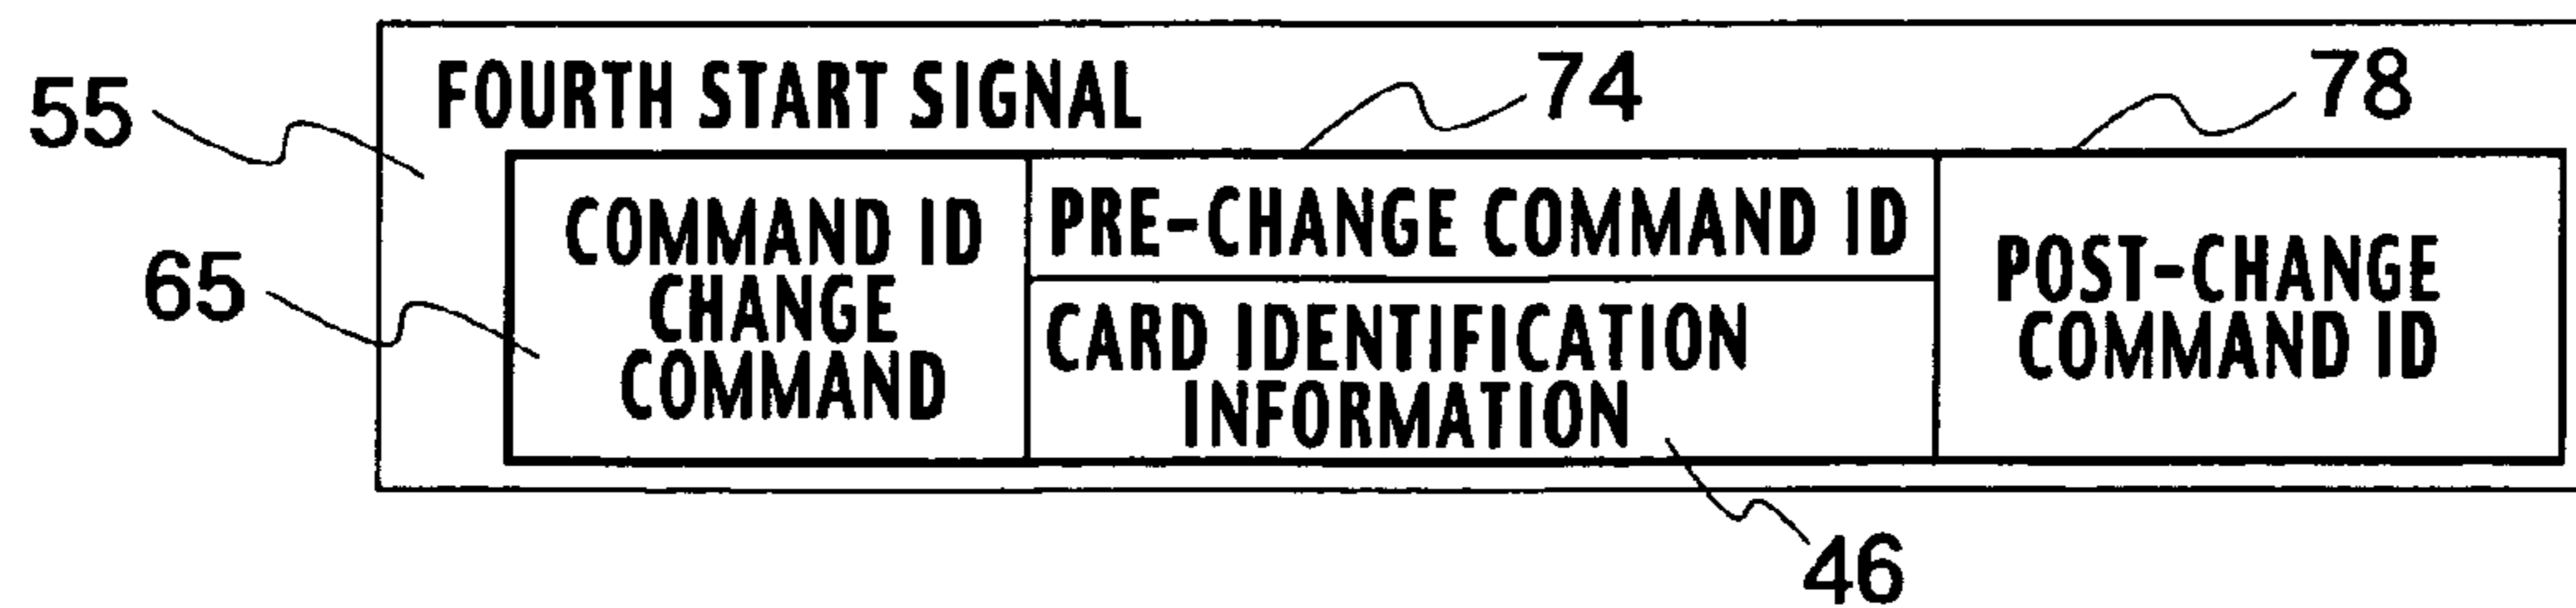 55
FOURTH START SIGNAL
74
78
65
COMMAND ID
CHANGE
COMMAND
PRE-CHANGE COMMAND ID
CARD IDENTIFICATION
INFORMATION
POST-CHANGE
COMMAND ID
46